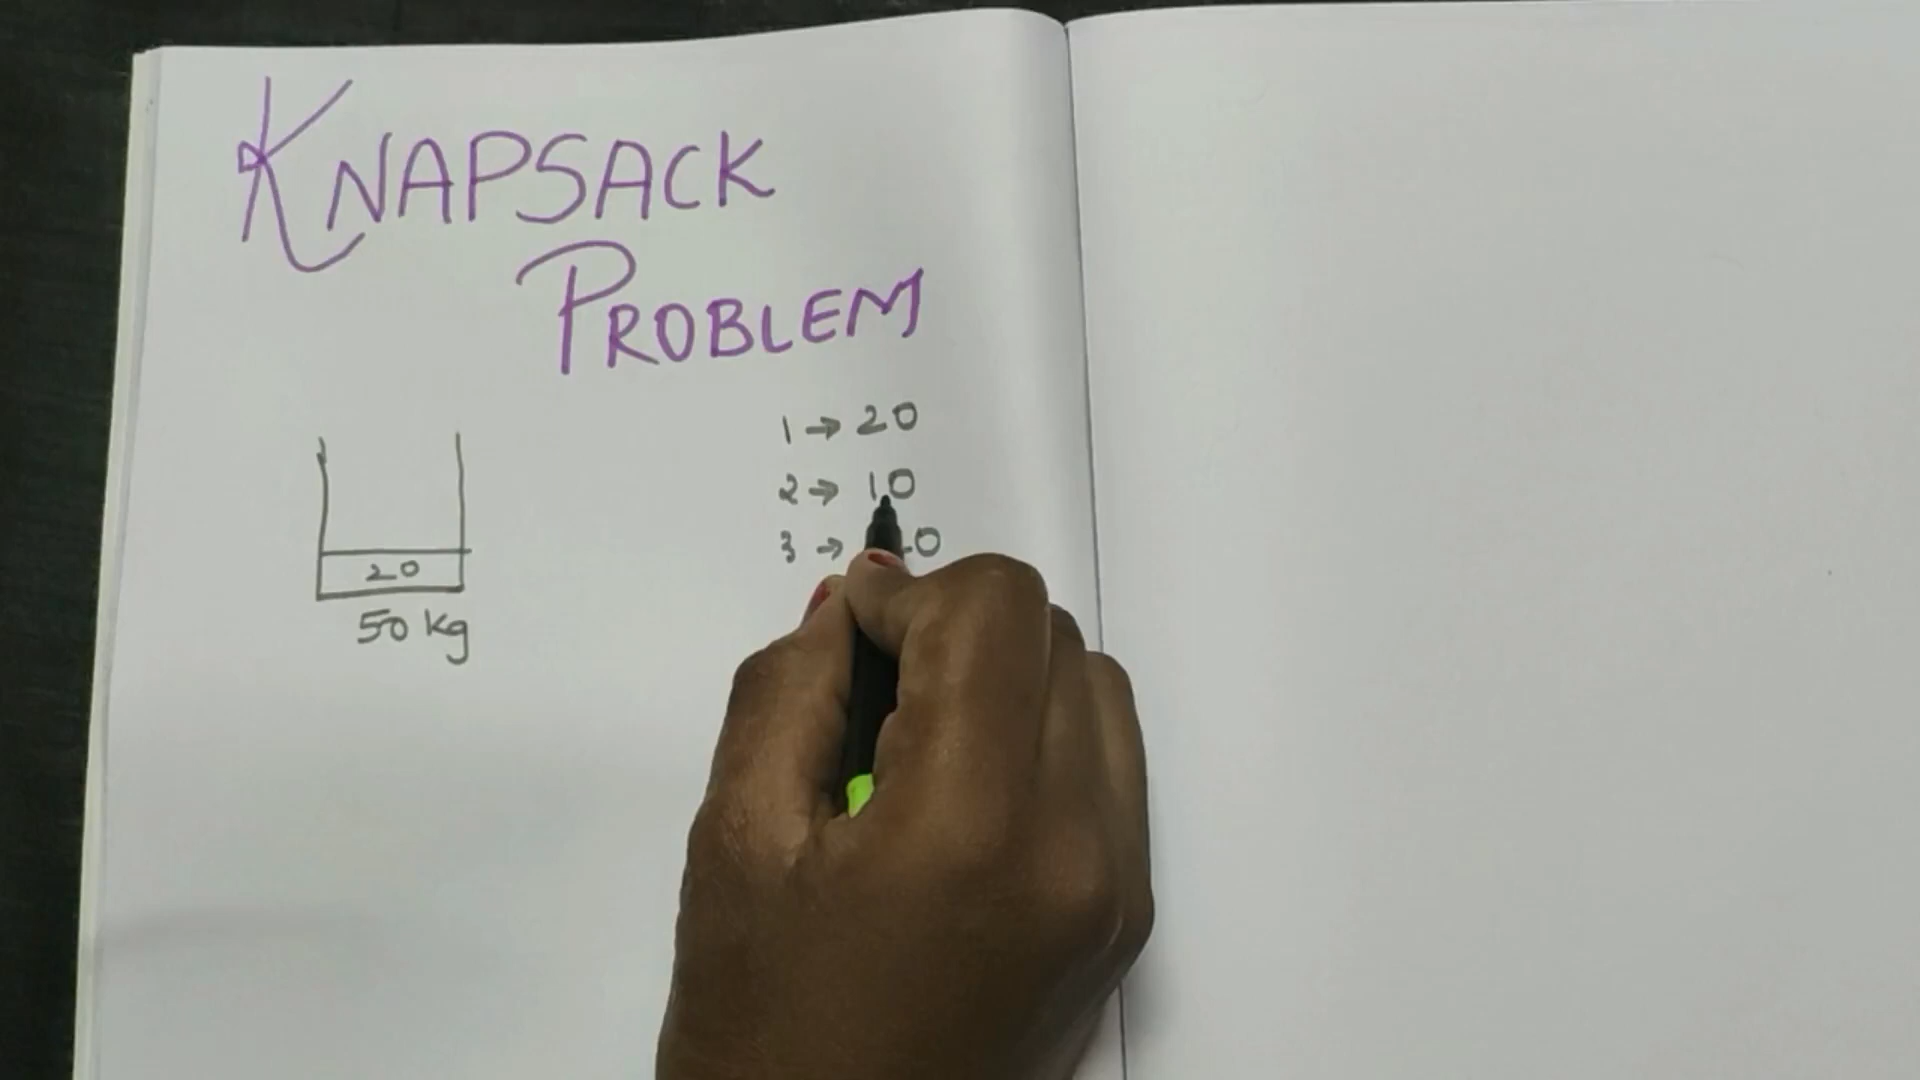 KNAPSACK
PROBLEM
1 → 20
2 → 10
3 →
20
50 kg